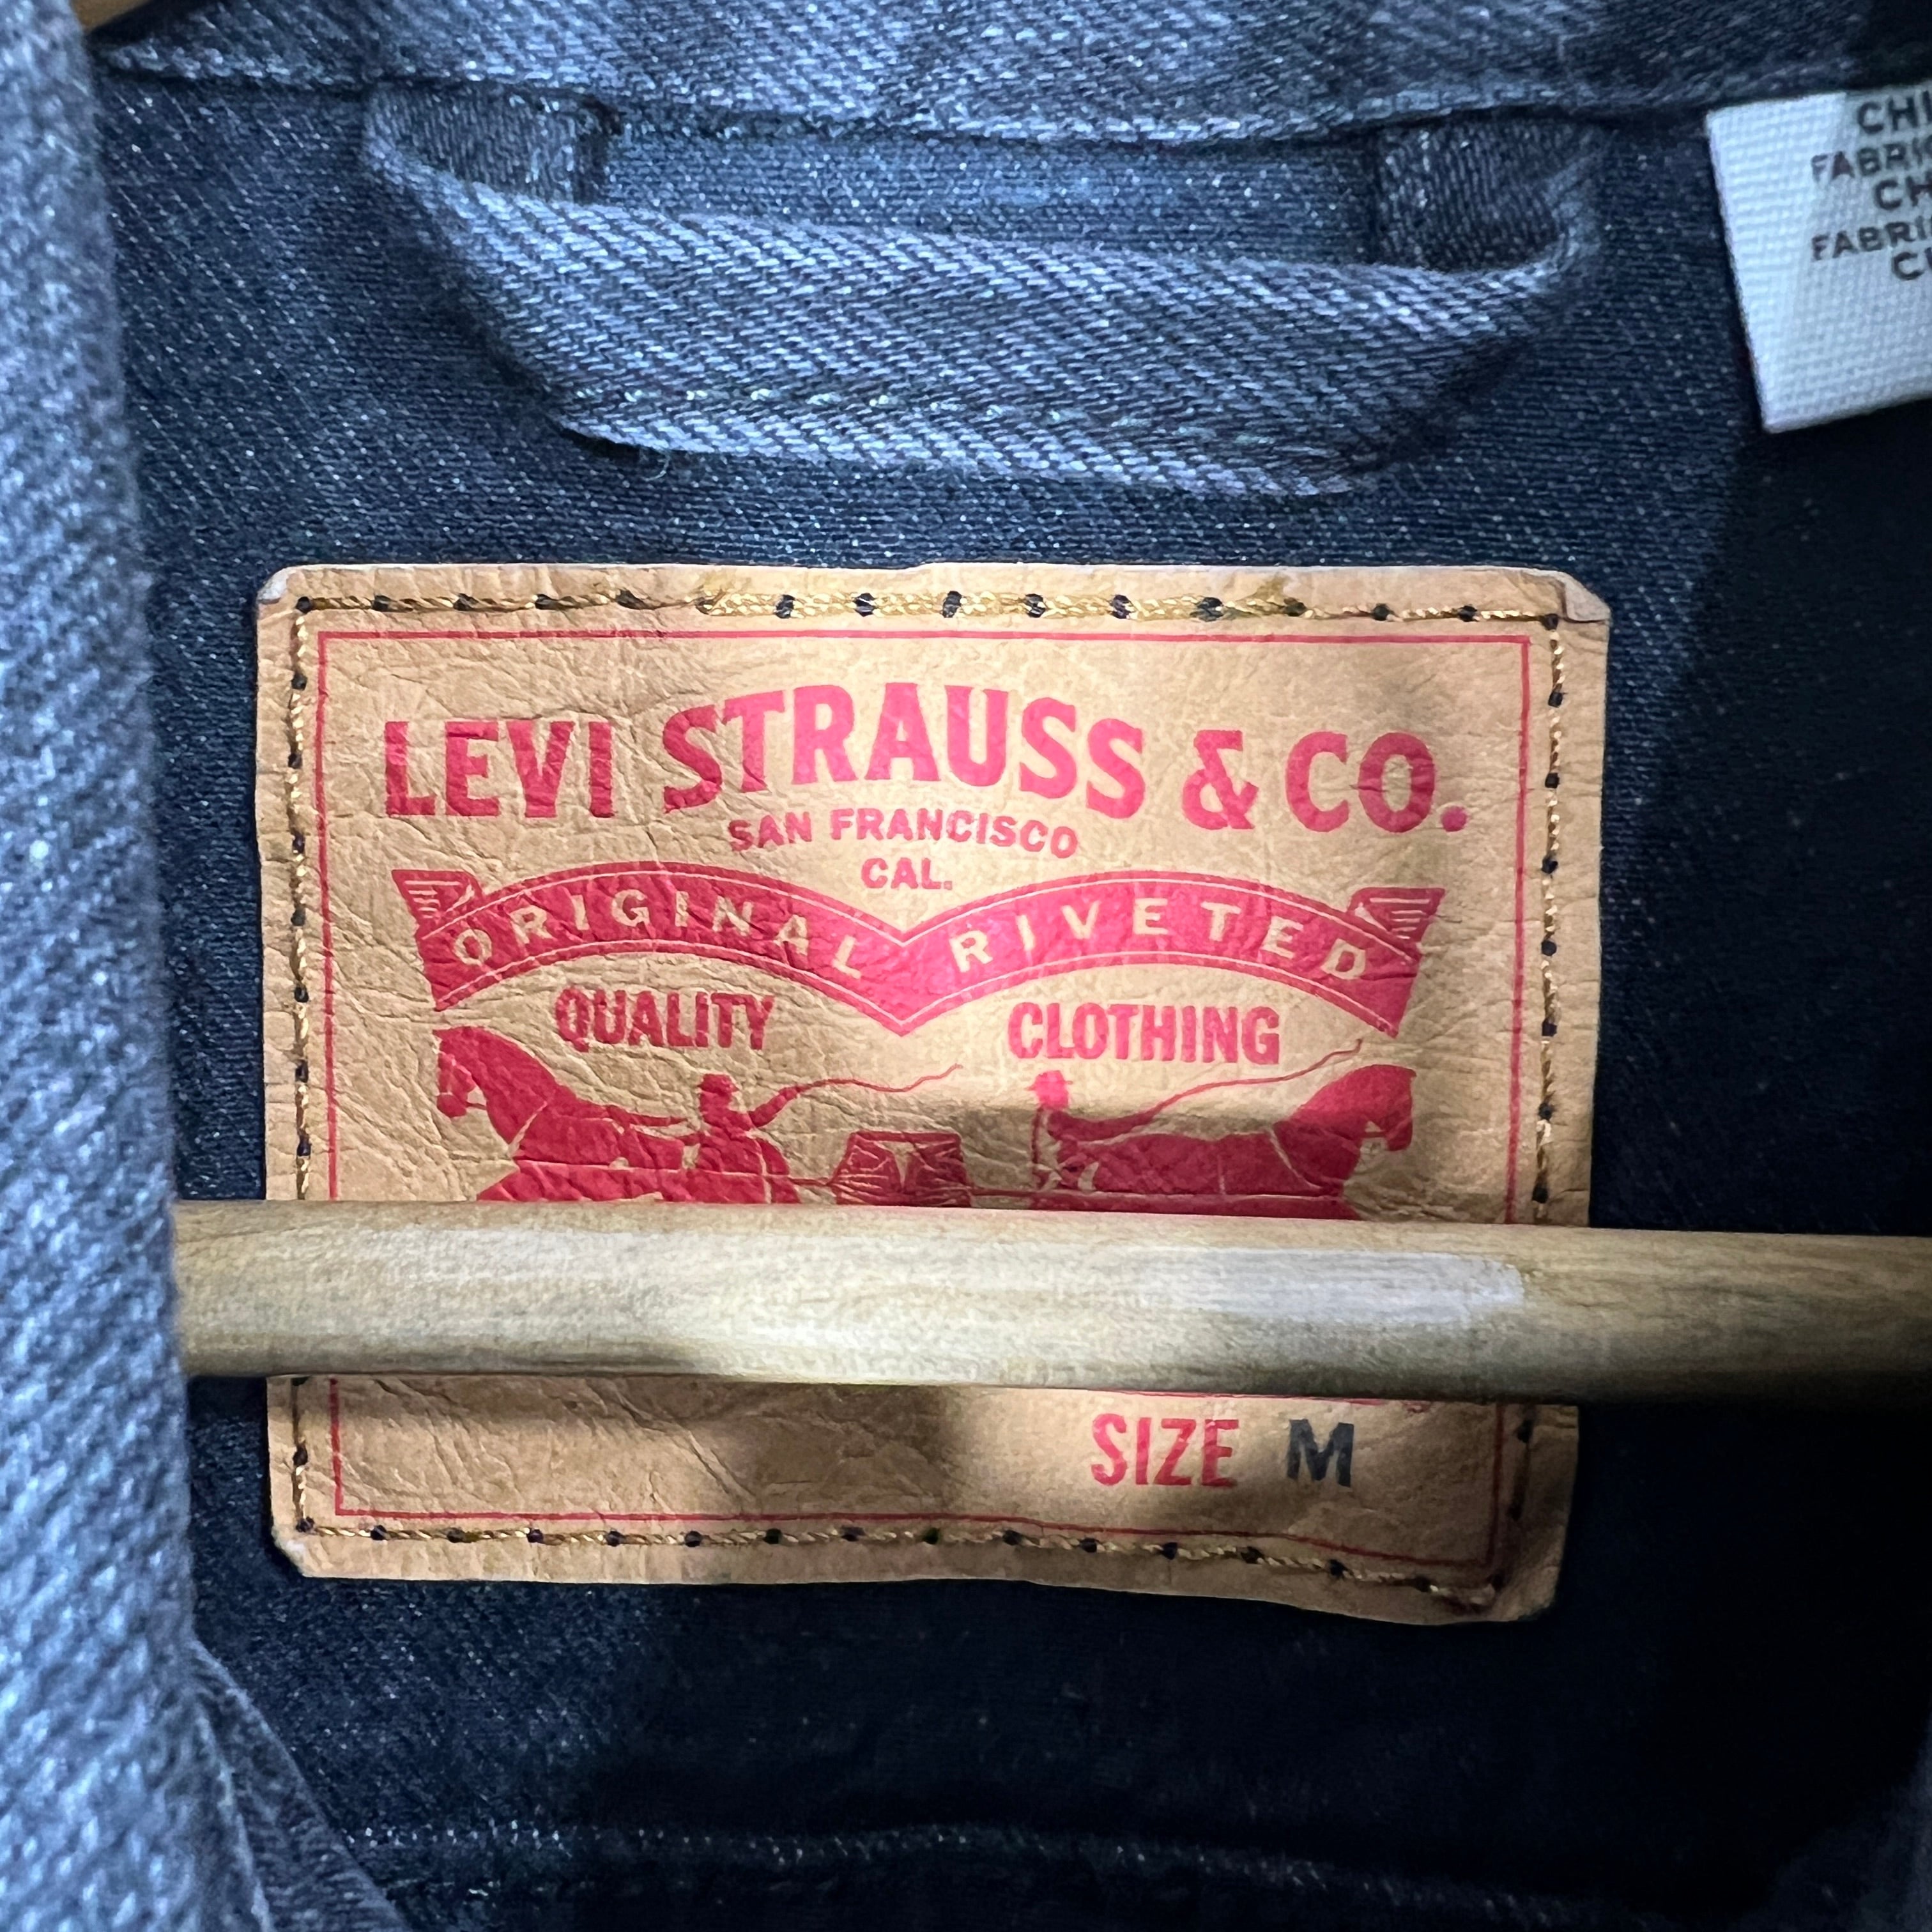 LEVI STRAUSS & CO.
SAN FRANCISCO
CAL.
ORIGINAL RIVETED
QUALITY CLOTHING
SIZE M